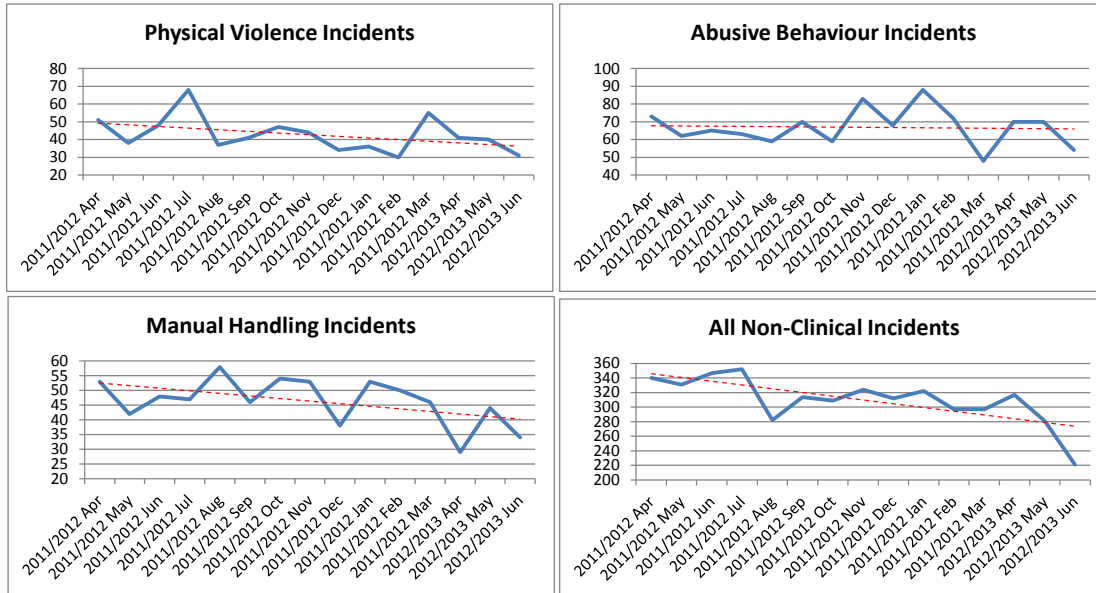 Physical Violence Incidents
80
70
60
50
40
30
20
2011/2012 Apr
2011/2012 May
2011/2012 Jun
2011/2012 Jul
2011/2012 Aug
2011/2012 Sep
2011/2012 Oct
2011/2012 Nov
2011/2012 Dec
2011/2012 Jan
2011/2012 Feb
2011/2012 Mar
2012/2013 Apr
2012/2013 May
2012/2013 Jun
Abusive Behaviour Incidents
100
90
80
70
60
50
40
2011/2012 Apr
2011/2012 May
2011/2012 Jun
2011/2012 Jul
2011/2012 Aug
2011/2012 Sep
2011/2012 Oct
2011/2012 Nov
2011/2012 Dec
2011/2012 Jan
2011/2012 Feb
2011/2012 Mar
2012/2013 Apr
2012/2013 May
2012/2013 Jun
Manual Handling Incidents
60
55
50
45
40
35
30
25
20
2011/2012 Apr
2011/2012 May
2011/2012 Jun
2011/2012 Jul
2011/2012 Aug
2011/2012 Sep
2011/2012 Oct
2011/2012 Nov
2011/2012 Dec
2011/2012 Jan
2011/2012 Feb
2011/2012 Mar
2012/2013 Apr
2012/2013 May
2012/2013 Jun
All Non-Clinical Incidents
360
340
320
300
280
260
240
220
200
2011/2012 Apr
2011/2012 May
2011/2012 Jun
2011/2012 Jul
2011/2012 Aug
2011/2012 Sep
2011/2012 Oct
2011/2012 Nov
2011/2012 Dec
2011/2012 Jan
2011/2012 Feb
2011/2012 Mar
2012/2013 Apr
2012/2013 May
2012/2013 Jun